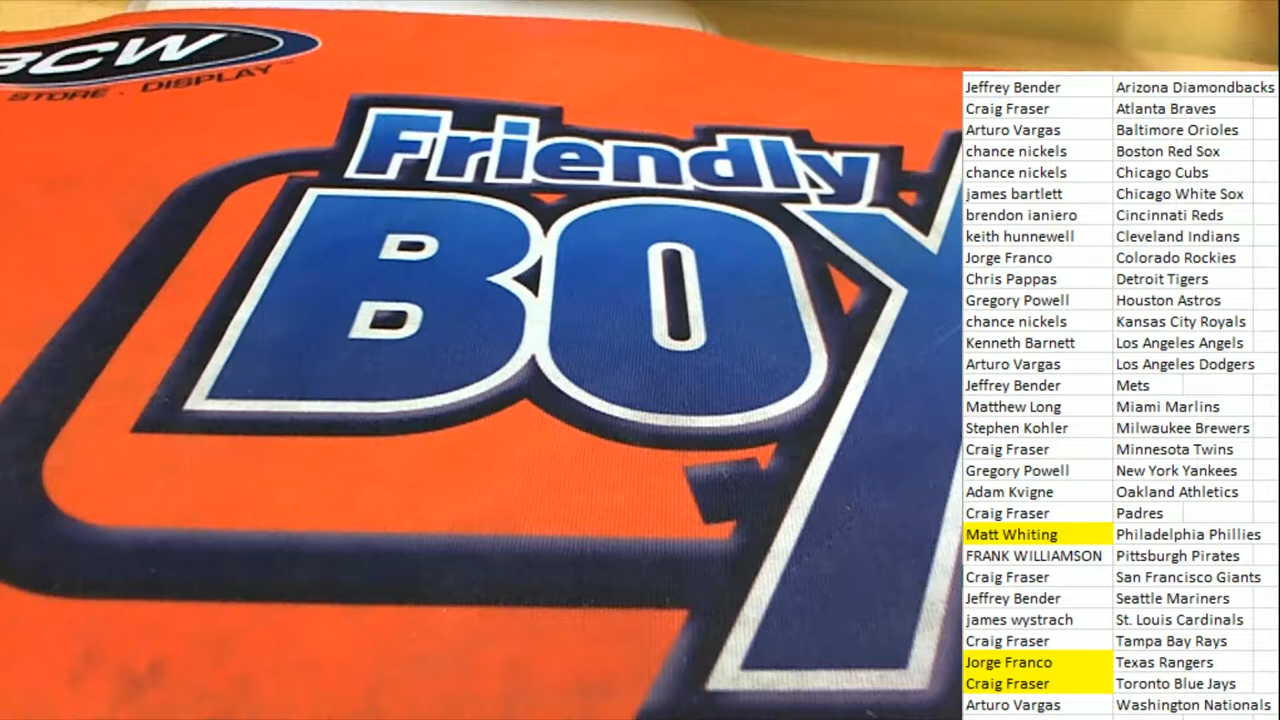 BCW
STORE . DISPLAY
Friendly
BOY
Jeffrey Bender Arizona Diamondbacks
Craig Fraser Atlanta Braves
Arturo Vargas Baltimore Orioles
chance nickels Boston Red Sox
chance nickels Chicago Cubs
james bartlett Chicago White Sox
brendon ianiero Cincinnati Reds
keith hunnewell Cleveland Indians
Jorge Franco Colorado Rockies
Chris Pappas Detroit Tigers
Gregory Powell Houston Astros
chance nickels Kansas City Royals
Kenneth Barnett Los Angeles Angels
Arturo Vargas Los Angeles Dodgers
Jeffrey Bender Mets
Matthew Long Miami Marlins
Stephen Kohler Milwaukee Brewers
Craig Fraser Minnesota Twins
Gregory Powell New York Yankees
Adam Kvigne Oakland Athletics
Craig Fraser Padres
Matt Whiting Philadelphia Phillies
FRANK WILLIAMSON Pittsburgh Pirates
Craig Fraser San Francisco Giants
Jeffrey Bender Seattle Mariners
james wystrach St. Louis Cardinals
Craig Fraser Tampa Bay Rays
Jorge Franco Texas Rangers
Craig Fraser Toronto Blue Jays
Arturo Vargas Washington Nationals